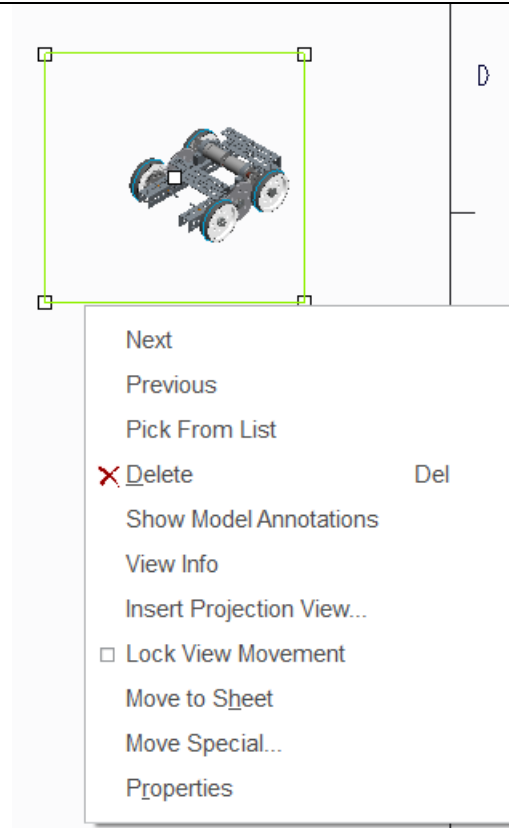 D
Next
Previous
Pick From List
Delete Del
Show Model Annotations
View Info
Insert Projection View...
Lock View Movement
Move to Sheet
Move Special...
Properties